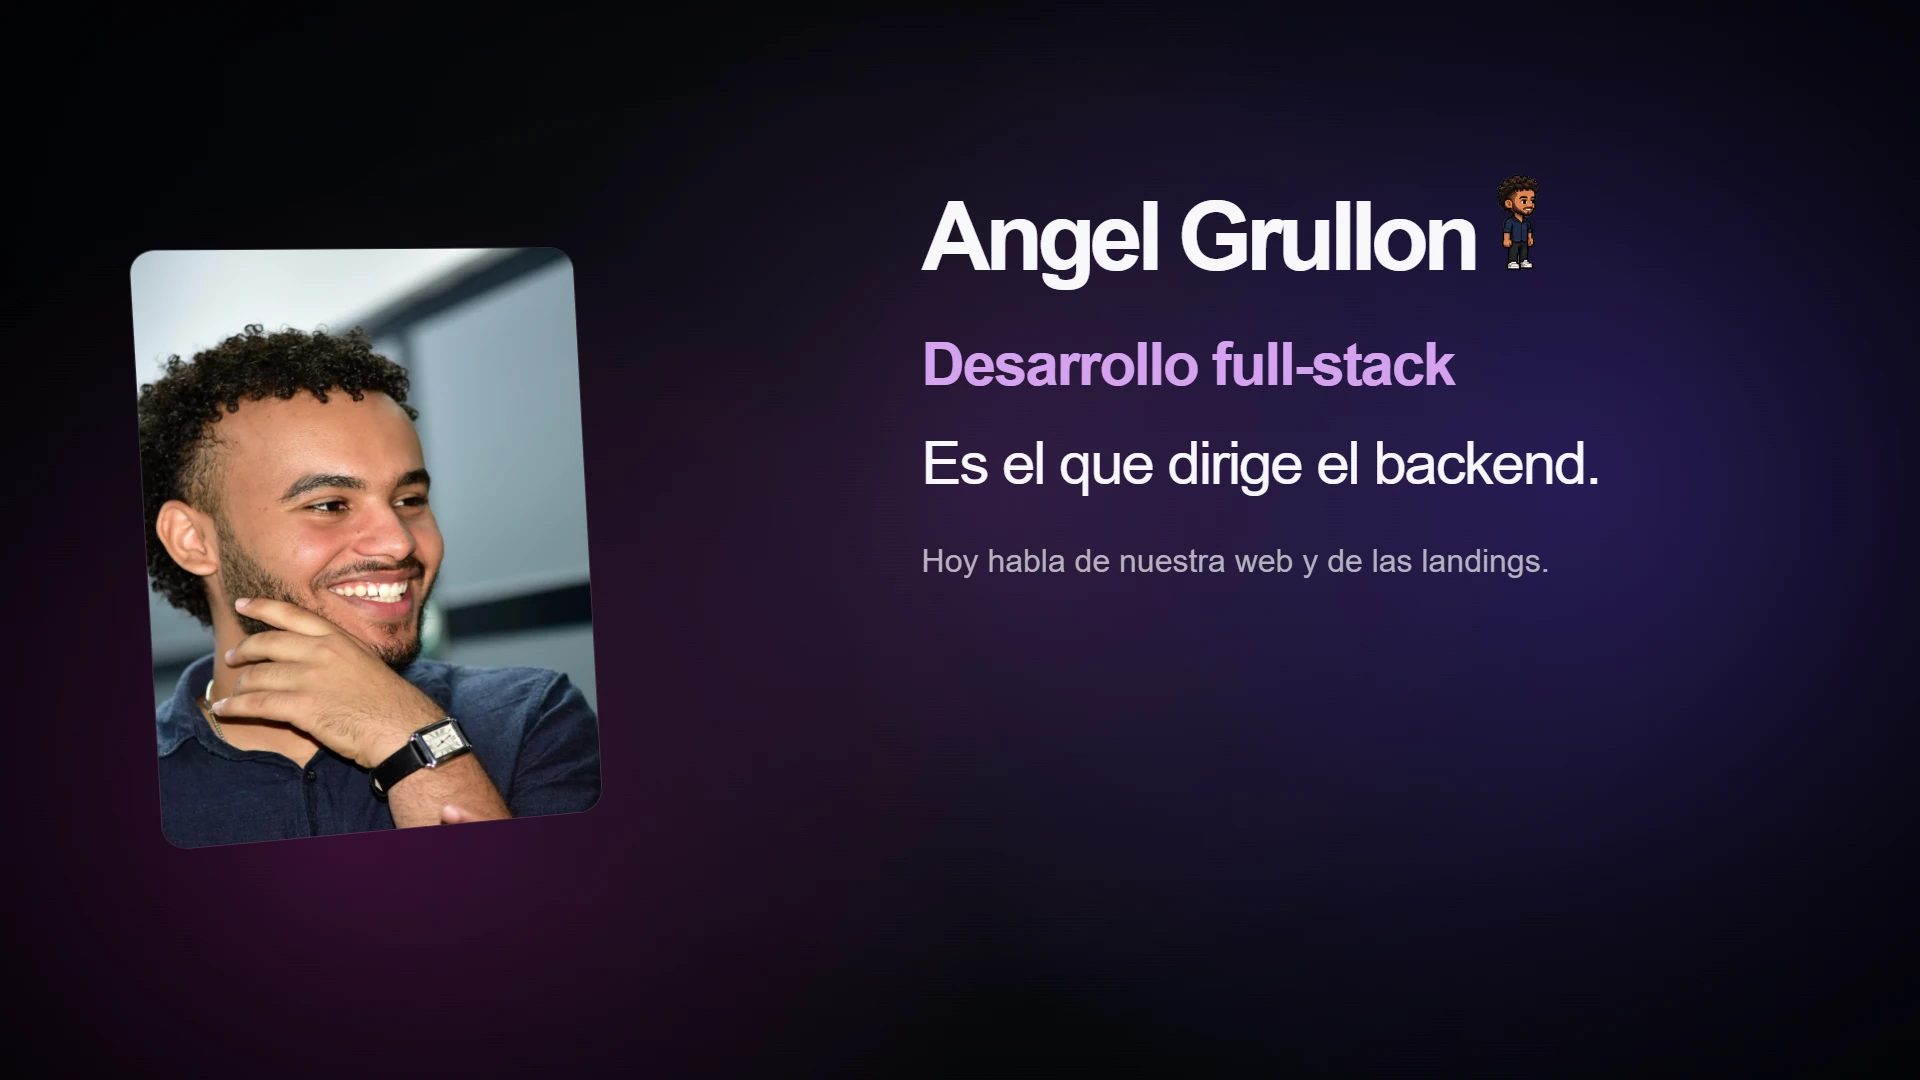 Angel Grullon
Desarrollo full-stack
Es el que dirige el backend.
Hoy habla de nuestra web y de las landings.